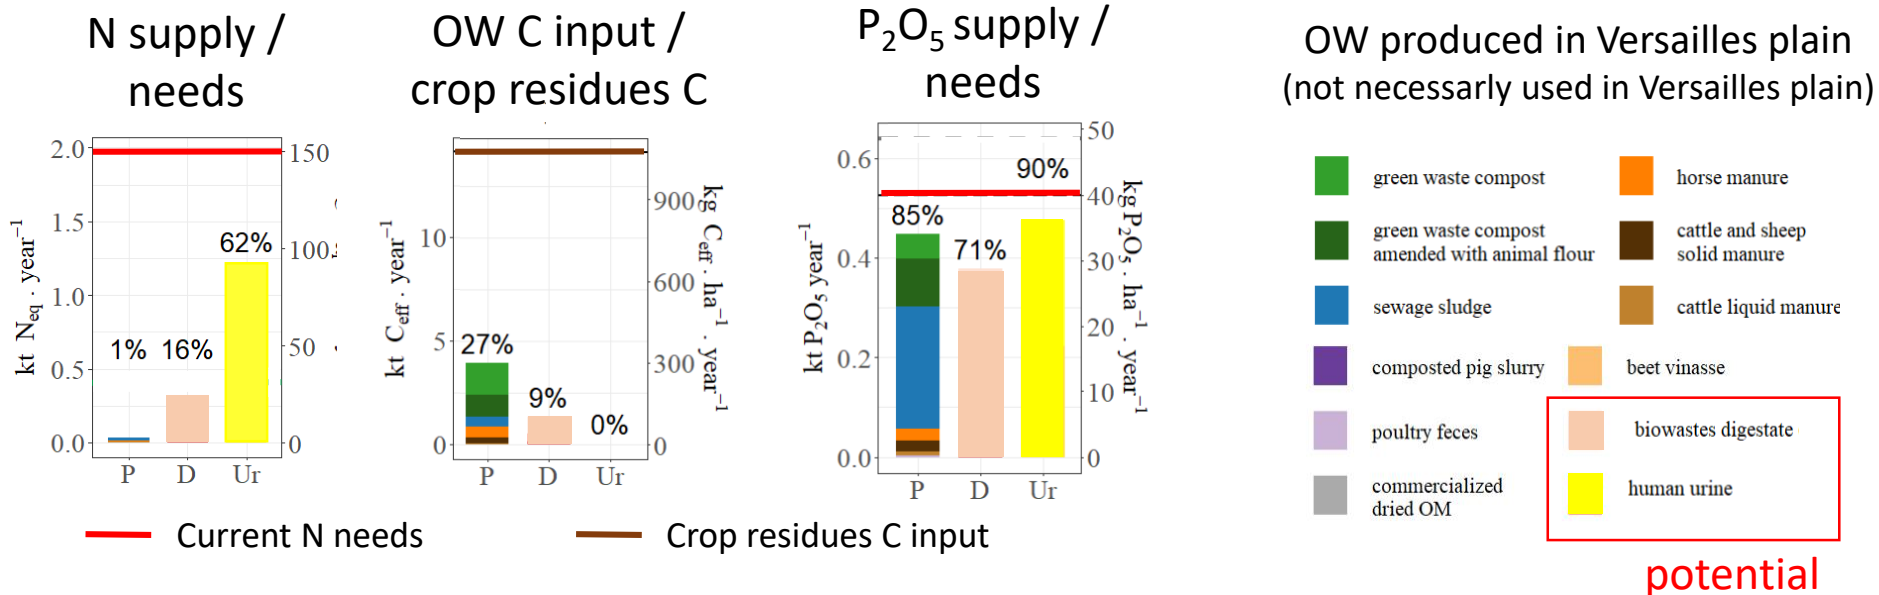 N supply /
needs
OW C input /
crop residues C
P₂O₅ supply /
needs
OW produced in Versailles plain
(not necessarly used in Versailles plain)
kt N_eq . year⁻¹
2.0
1.5
1.0
0.5
0.0
1%
16%
62%
150
100
50
0
P
D
Ur
kt C_eff . year⁻¹
10
5
0
27%
9%
0%
900
600
300
0
kg C_eff . ha⁻¹ . year⁻¹
P
D
Ur
kt P₂O₅ year⁻¹
0.6
0.4
0.2
0.0
85%
71%
90%
50
40
30
20
10
0
kg P₂O₅ . ha⁻¹ . year⁻¹
P
D
Ur
Current N needs
Crop residues C input
green waste compost
green waste compost
amended with animal flour
sewage sludge
composted pig slurry
poultry feces
commercialized
dried OM
horse manure
cattle and sheep
solid manure
cattle liquid manure
beet vinasse
biowastes digestate
human urine
potential